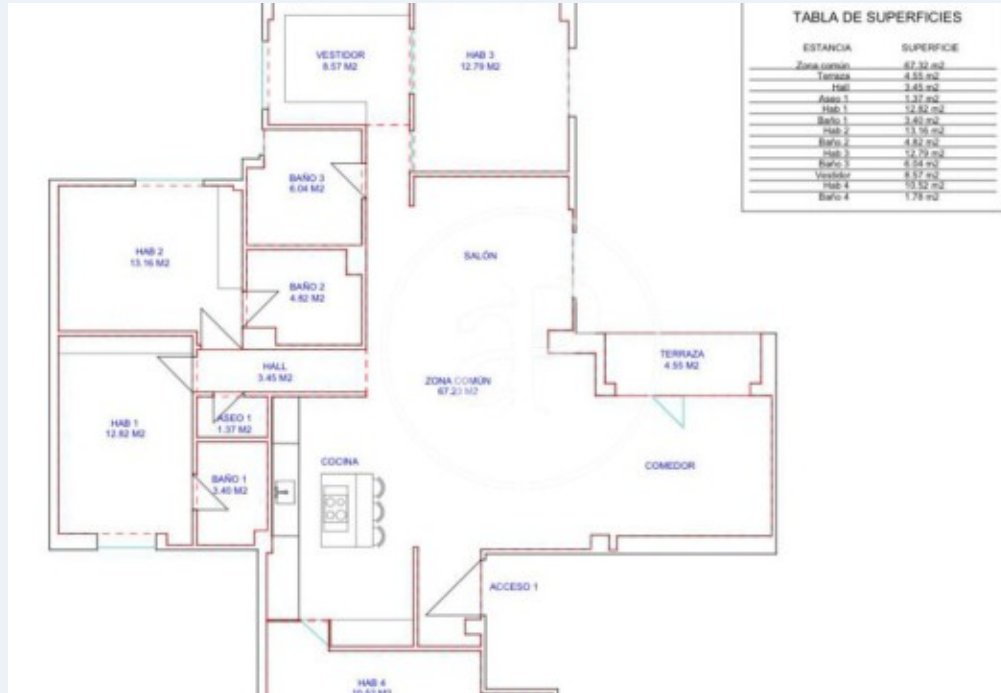 TABLA DE SUPERFICIES
ESTANCIA SUPERFICIE
Zona común 67,32 m2
Terraza 4.55 m2
Hall 3.45 m2
Aseo 1 1.37 m2
Hab 1 12.82 m2
Baño 1 3.40 m2
Hab 2 13.16 m2
Baño 2 4.82 m2
Hab 3 12.79 m2
Baño 3 6.04 m2
Vestidor 8.57 m2
Hab 4 10.52 m2
Baño 4 1.78 m2
VESTIDOR
8.57 M2
HAB 3
12.79 M2
BAÑO 3
6.04 M2
HAB 2
13.16 M2
SALÓN
BAÑO 2
4.82 M2
HALL
3.45 M2
TERRAZA
4.55 M2
ZONA COMÚN
67.23 M2
ASEO 1
1.37 M2
HAB 1
12.82 M2
COCINA
COMEDOR
BAÑO 1
3.40 M2
ACCESO 1
HAB 4
10.52 M2